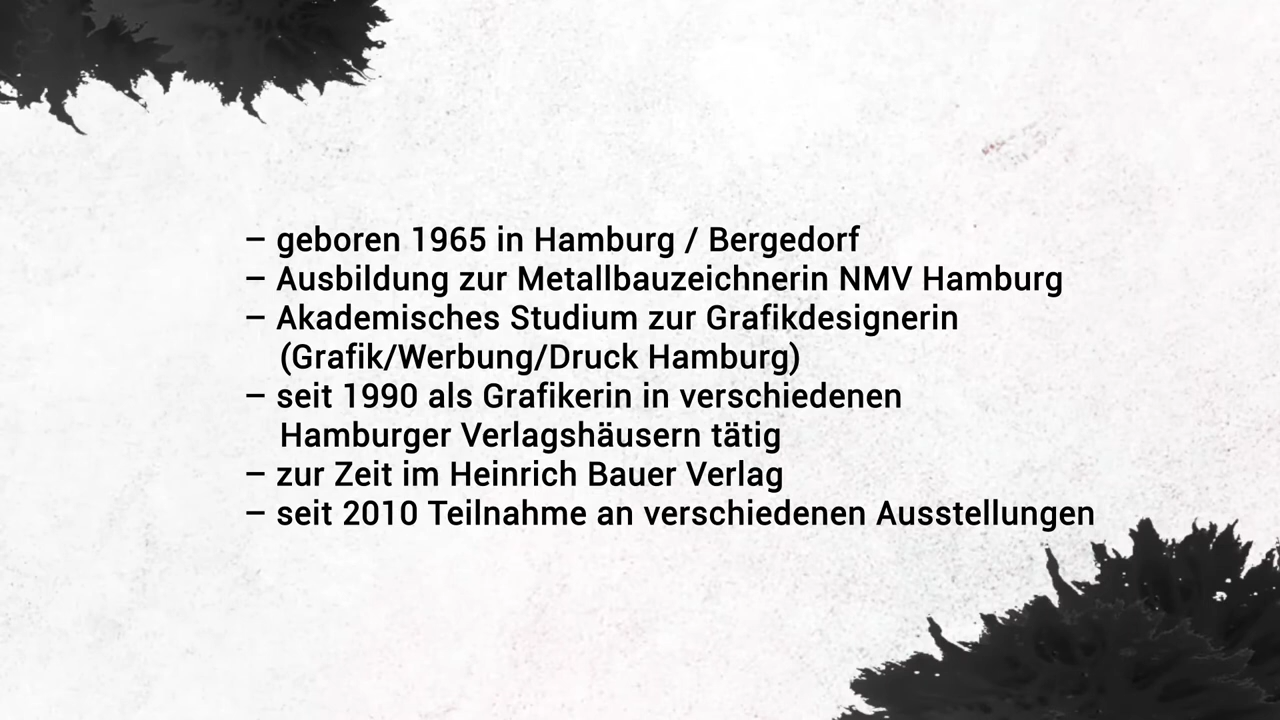 – geboren 1965 in Hamburg / Bergedorf
– Ausbildung zur Metallbauzeichnerin NMV Hamburg
– Akademisches Studium zur Grafikdesignerin
(Grafik/Werbung/Druck Hamburg)
– seit 1990 als Grafikerin in verschiedenen
Hamburger Verlagshäusern tätig
– zur Zeit im Heinrich Bauer Verlag
– seit 2010 Teilnahme an verschiedenen Ausstellungen